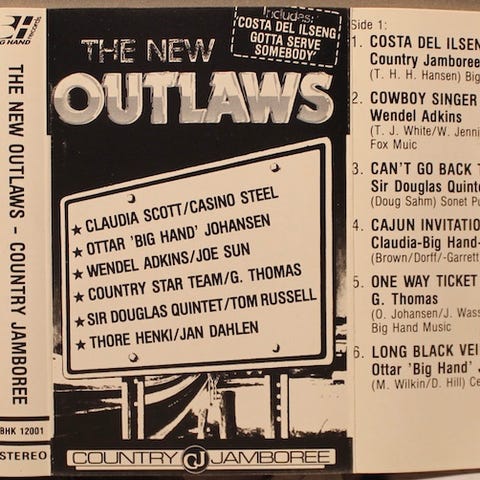 BIG HAND
records
THE NEW OUTLAWS - COUNTRY JAMBOREE
BHK 12001
STEREO
Includes:
'COSTA DEL ILSENG
GOTTA SERVE
SOMEBODY'
THE NEW
OUTLAWS
★ CLAUDIA SCOTT/CASINO STEEL
★ OTTAR 'BIG HAND' JOHANSEN
★ WENDEL ADKINS/JOE SUN
★ COUNTRY STAR TEAM/G. THOMAS
★ SIR DOUGLAS QUINTET/TOM RUSSELL
★ THORE HENKI/JAN DAHLEN
COUNTRY CJ JAMBOREE
Side 1:
1. COSTA DEL ILSEN
Country Jamboree
(T. H. H. Hansen) Big
2. COWBOY SINGER
Wendel Adkins
(T. J. White/W. Jenni
Fox Muic
3. CAN'T GO BACK T
Sir Douglas Quinte
(Doug Sahm) Sonet Pu
4. CAJUN INVITATIO
Claudia-Big Hand-
(Brown/Dorff/-Garrett
5. ONE WAY TICKET
G. Thomas
(O. Johansen/J. Wass
Big Hand Music
6. LONG BLACK VEI
Ottar 'Big Hand' J
(M. Wilkin/D. Hill) Ce